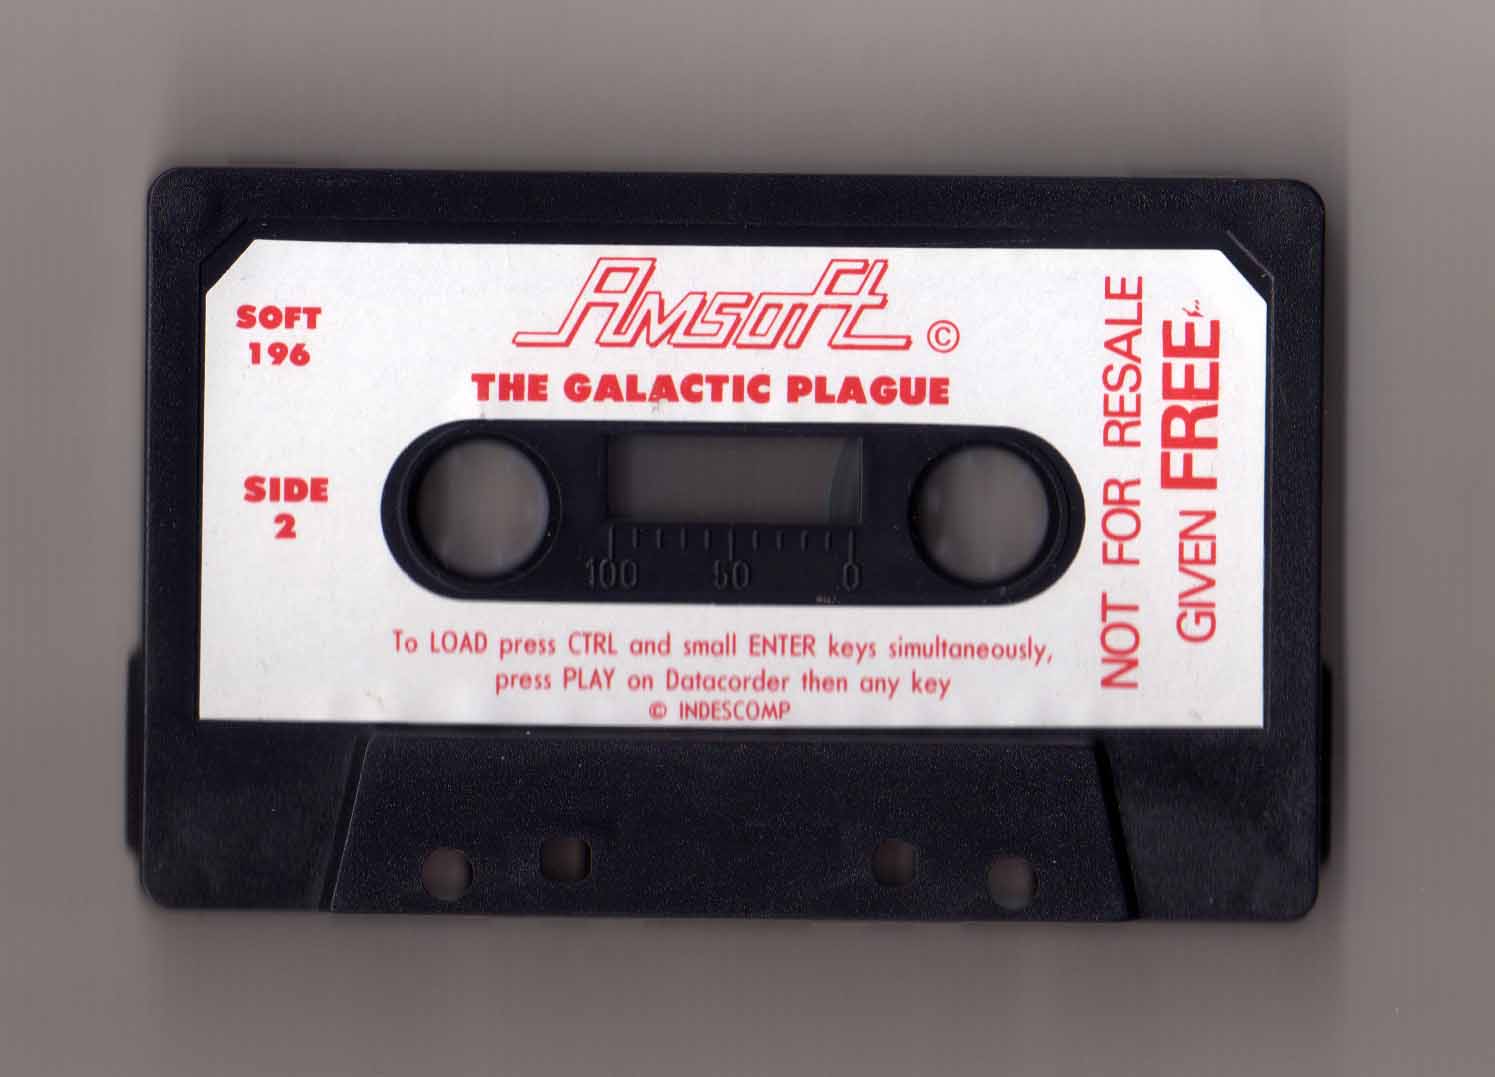 Amsoft ©
SOFT
196
THE GALACTIC PLAGUE
SIDE
2
100 50 0
To LOAD press CTRL and small ENTER keys simultaneously,
press PLAY on Datacorder then any key
© INDESCOMP
NOT FOR RESALE
GIVEN FREE